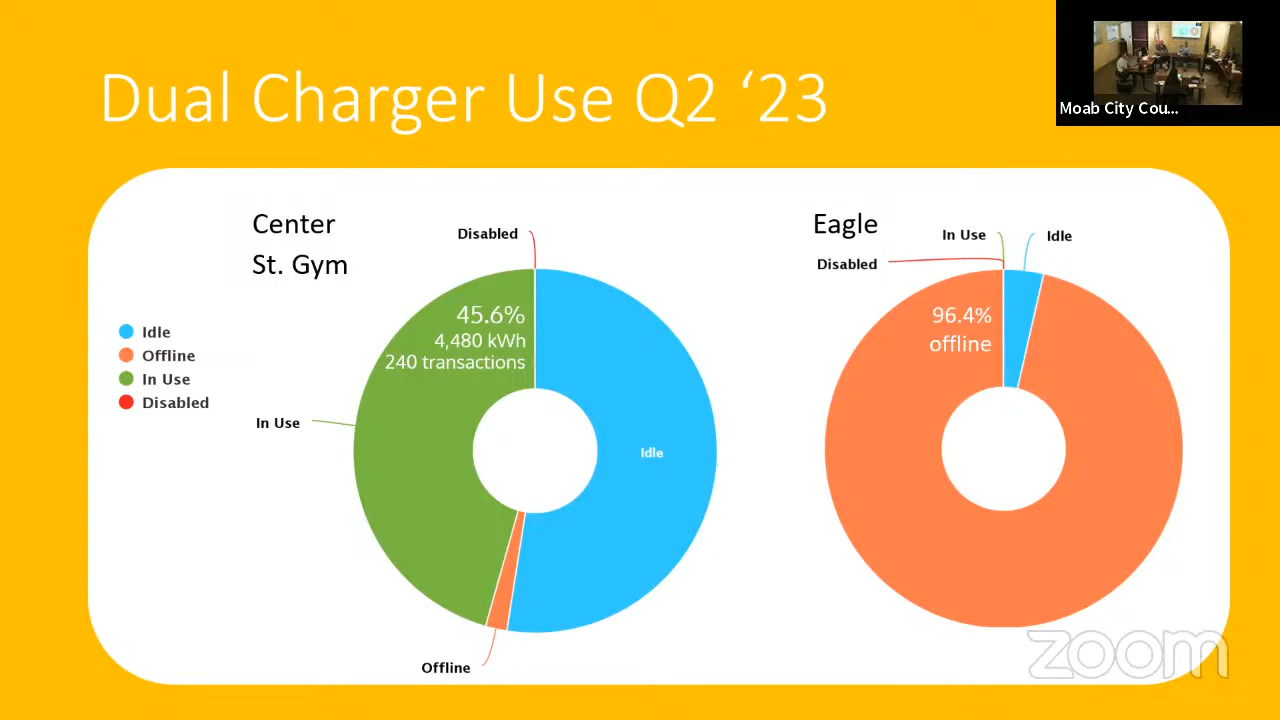 Dual Charger Use Q2 ‘23
Moab City Cou...
Center
St. Gym
Disabled
45.6%
4,480 kWh
240 transactions
Idle
Offline
In Use
Disabled
In Use
Idle
Offline
Eagle
In Use
Idle
Disabled
96.4%
offline
zoom